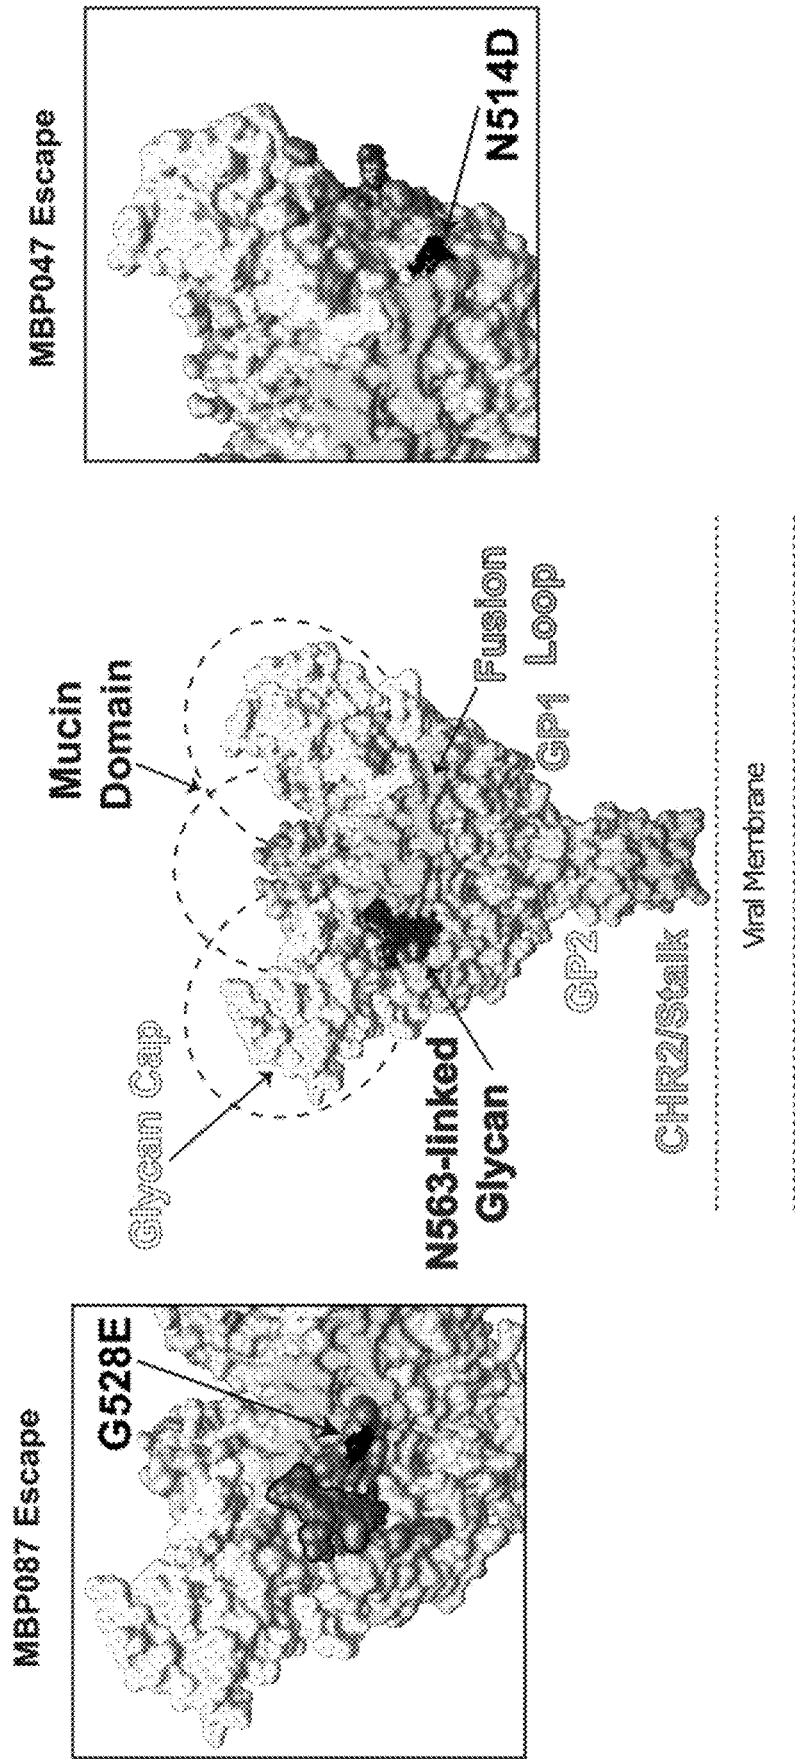 MBP087 Escape
G528E
Glycan Cap
Mucin
Domain
N563-linked
Glycan
Fusion
Loop
GP1
GP2
CHR2/Stalk
Viral Membrane
MBP047 Escape
N514D